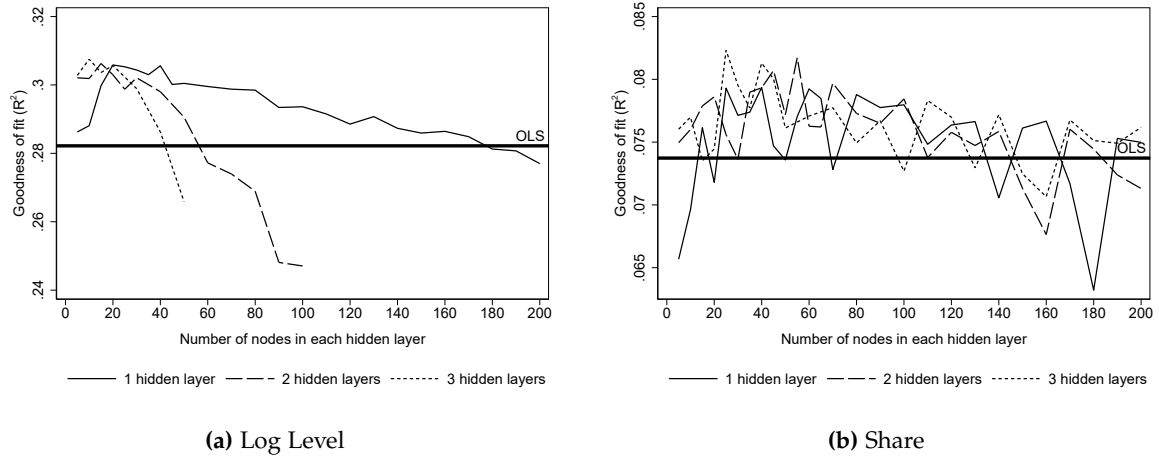 .32
.3
.28
.26
.24
Goodness of fit (R²)
OLS
0 20 40 60 80 100 120 140 160 180 200
Number of nodes in each hidden layer
1 hidden layer 2 hidden layers 3 hidden layers
(a) Log Level
.085
.08
.075
.07
.065
Goodness of fit (R²)
OLS
0 20 40 60 80 100 120 140 160 180 200
Number of nodes in each hidden layer
1 hidden layer 2 hidden layers 3 hidden layers
(b) Share